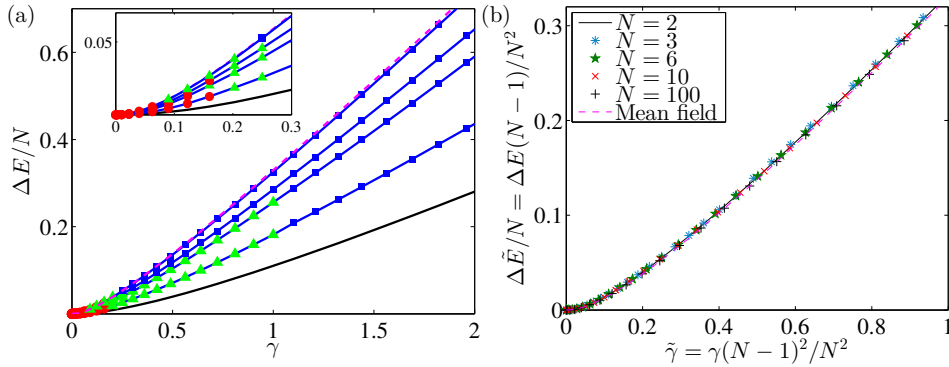 (a)
0.6
0.4
0.2
ΔE/N
0.05
0
0.1
0.2
0.3
0
0.5
1
1.5
2
γ
(b)
0.3
0.2
0.1
0
ΔẼ/N = ΔE(N − 1)/N²
N = 2
N = 3
N = 6
N = 10
N = 100
Mean field
0
0.2
0.4
0.6
0.8
1
γ̃ = γ(N − 1)²/N²